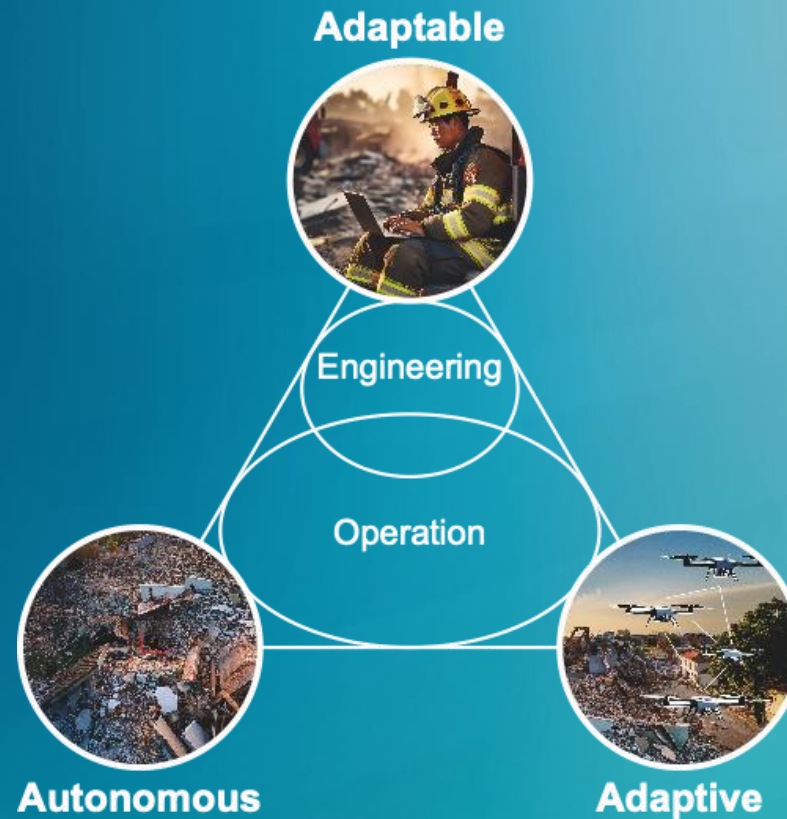 Adaptable
Engineering
Operation
Autonomous
Adaptive